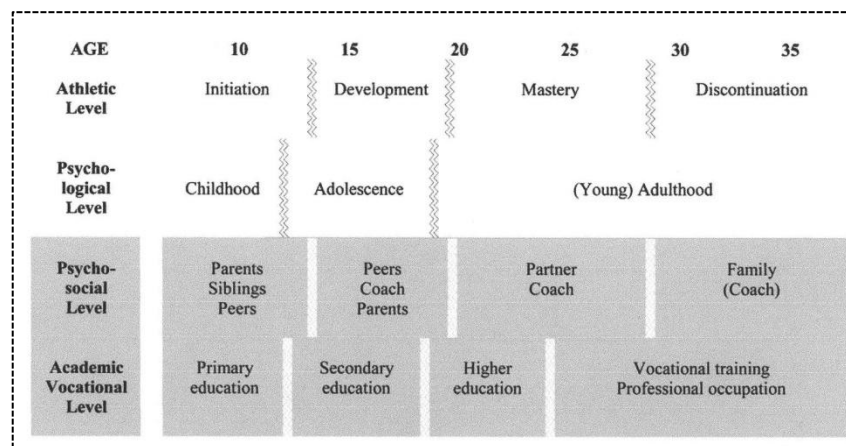 AGE 10 15 20 25 30 35
Athletic Level Initiation Development Mastery Discontinuation
Psycho-
logical
Level
Childhood Adolescence (Young) Adulthood
Psycho-
social
Level
Parents
Siblings
Peers
Peers
Coach
Parents
Partner
Coach
Family
(Coach)
Academic
Vocational
Level
Primary
education
Secondary
education
Higher
education
Vocational training
Professional occupation